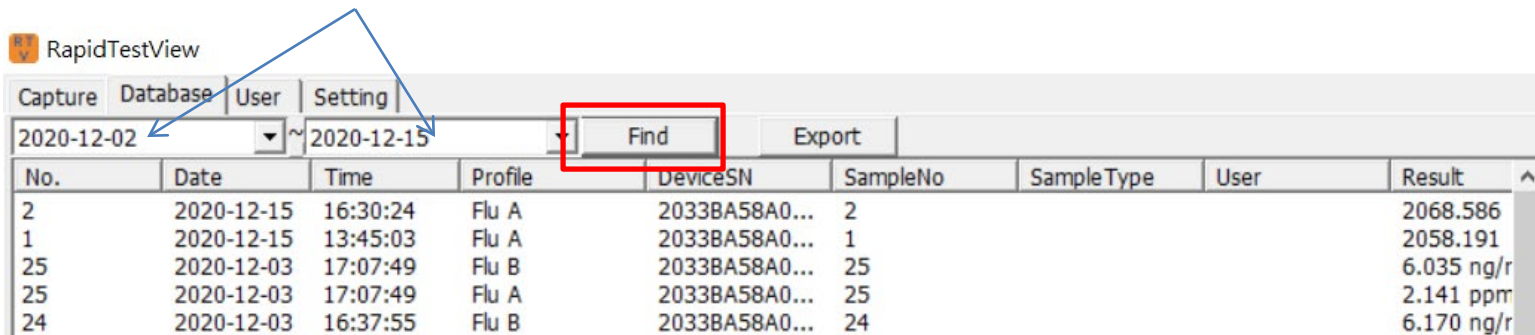 RTV RapidTestView
Capture Database User Setting
2020-12-02 ~ 2020-12-15 Find Export
No. Date Time Profile DeviceSN SampleNo SampleType User Result
2 2020-12-15 16:30:24 Flu A 2033BA58A0... 2 2068.586
1 2020-12-15 13:45:03 Flu A 2033BA58A0... 1 2058.191
25 2020-12-03 17:07:49 Flu B 2033BA58A0... 25 6.035 ng/r
25 2020-12-03 17:07:49 Flu A 2033BA58A0... 25 2.141 ppm
24 2020-12-03 16:37:55 Flu B 2033BA58A0... 24 6.170 ng/r